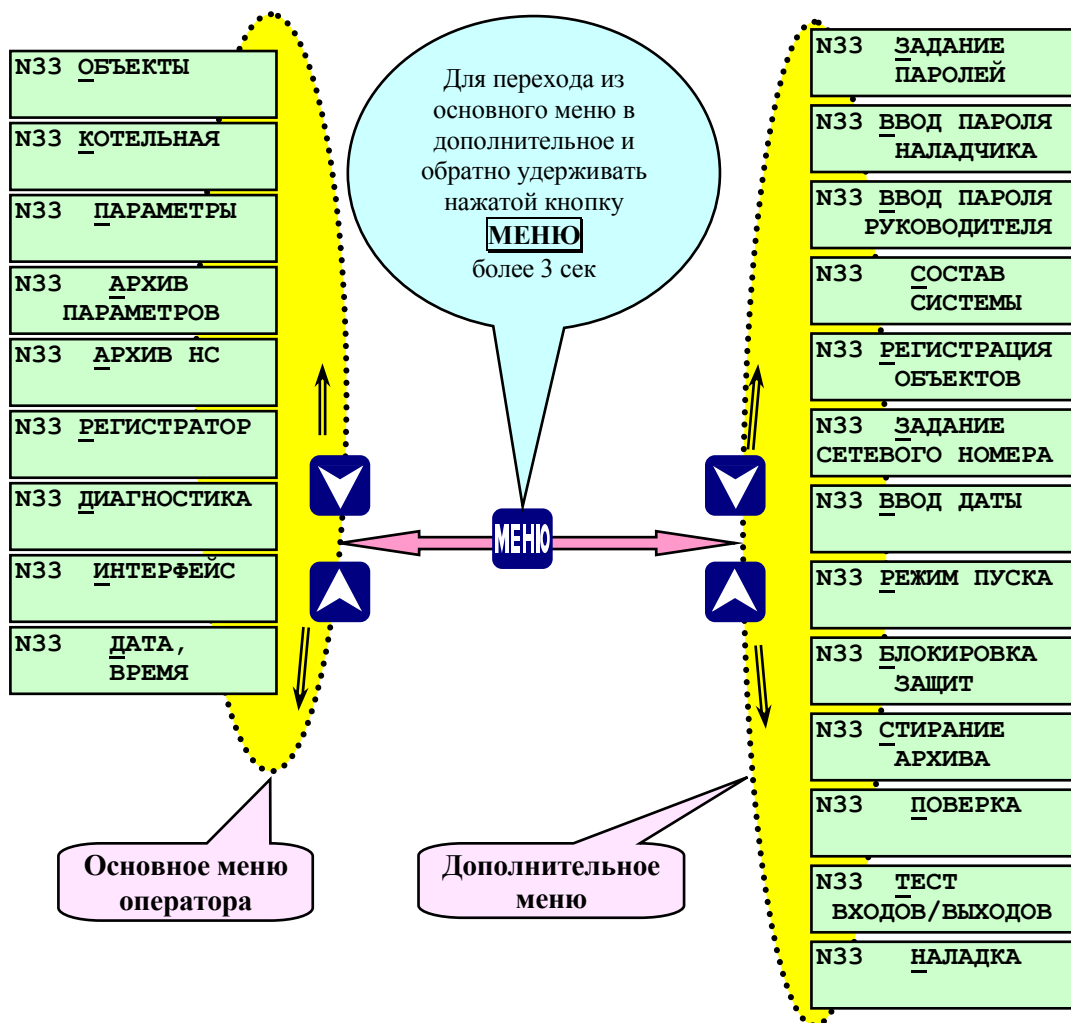 N33 ОБЪЕКТЫ
N33 КОТЕЛЬНАЯ
N33 ПАРАМЕТРЫ
N33 АРХИВ
ПАРАМЕТРОВ
N33 АРХИВ НС
N33 РЕГИСТРАТОР
N33 ДИАГНОСТИКА
N33 ИНТЕРФЕЙС
N33 ДАТА,
ВРЕМЯ
Основное меню
оператора
Для перехода из
основного меню в
дополнительное и
обратно удерживать
нажатой кнопку
МЕНЮ
более 3 сек
МЕНЮ
Дополнительное
меню
N33 ЗАДАНИЕ
ПАРОЛЕЙ
N33 ВВОД ПАРОЛЯ
НАЛАДЧИКА
N33 ВВОД ПАРОЛЯ
РУКОВОДИТЕЛЯ
N33 СОСТАВ
СИСТЕМЫ
N33 РЕГИСТРАЦИЯ
ОБЪЕКТОВ
N33 ЗАДАНИЕ
СЕТЕВОГО НОМЕРА
N33 ВВОД ДАТЫ
N33 РЕЖИМ ПУСКА
N33 БЛОКИРОВКА
ЗАЩИТ
N33 СТИРАНИЕ
АРХИВА
N33 ПОВЕРКА
N33 ТЕСТ
ВХОДОВ/ВЫХОДОВ
N33 НАЛАДКА